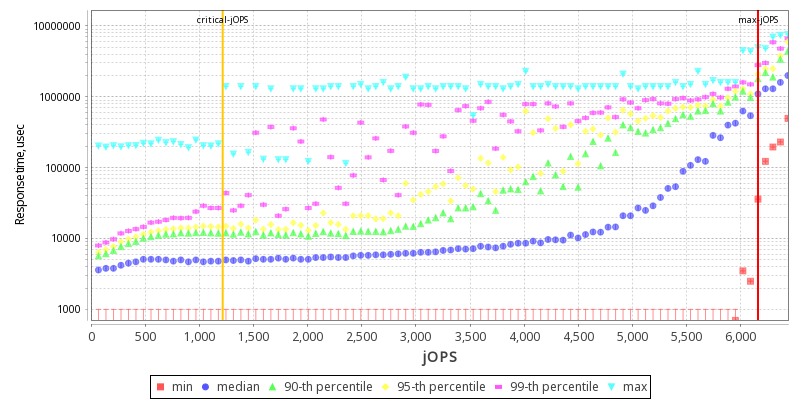 critical-jOPS
max-jOPS
10000000
1000000
100000
10000
1000
Response time, usec
0
500
1,000
1,500
2,000
2,500
3,000
3,500
4,000
4,500
5,000
5,500
6,000
jOPS
min
median
90-th percentile
95-th percentile
99-th percentile
max